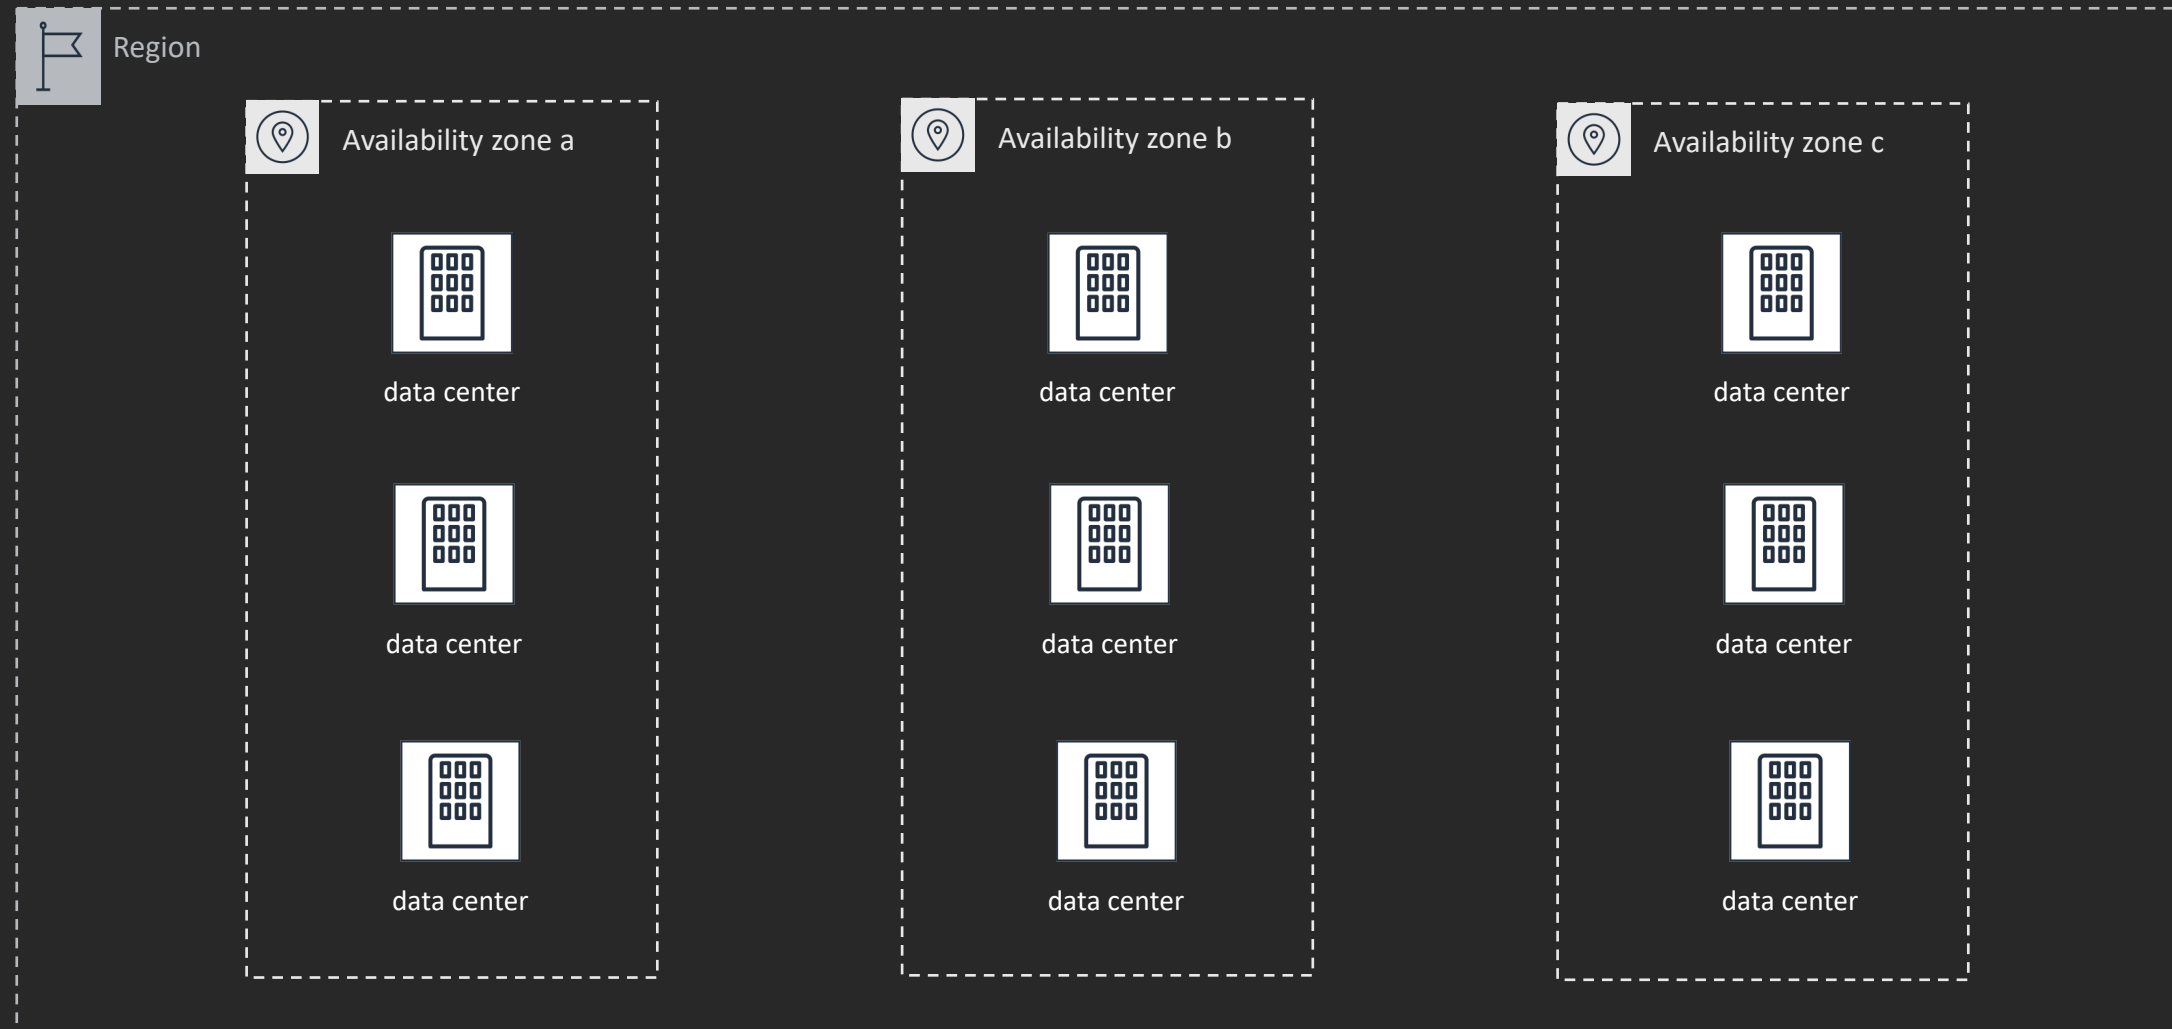 Region
Availability zone a
Availability zone b
Availability zone c
data center
data center
data center
data center
data center
data center
data center
data center
data center